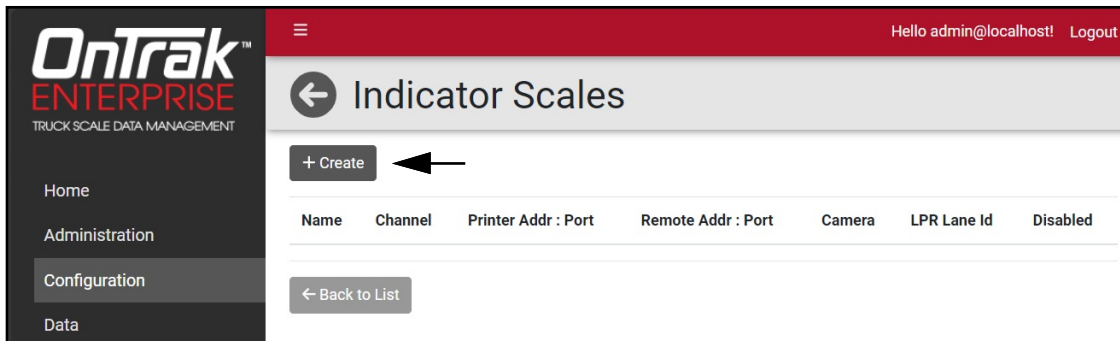 OnTrak™
ENTERPRISE
TRUCK SCALE DATA MANAGEMENT
Home
Administration
Configuration
Data
Hello admin@localhost! Logout
Indicator Scales
+ Create
Name Channel Printer Addr : Port Remote Addr : Port Camera LPR Lane Id Disabled
← Back to List